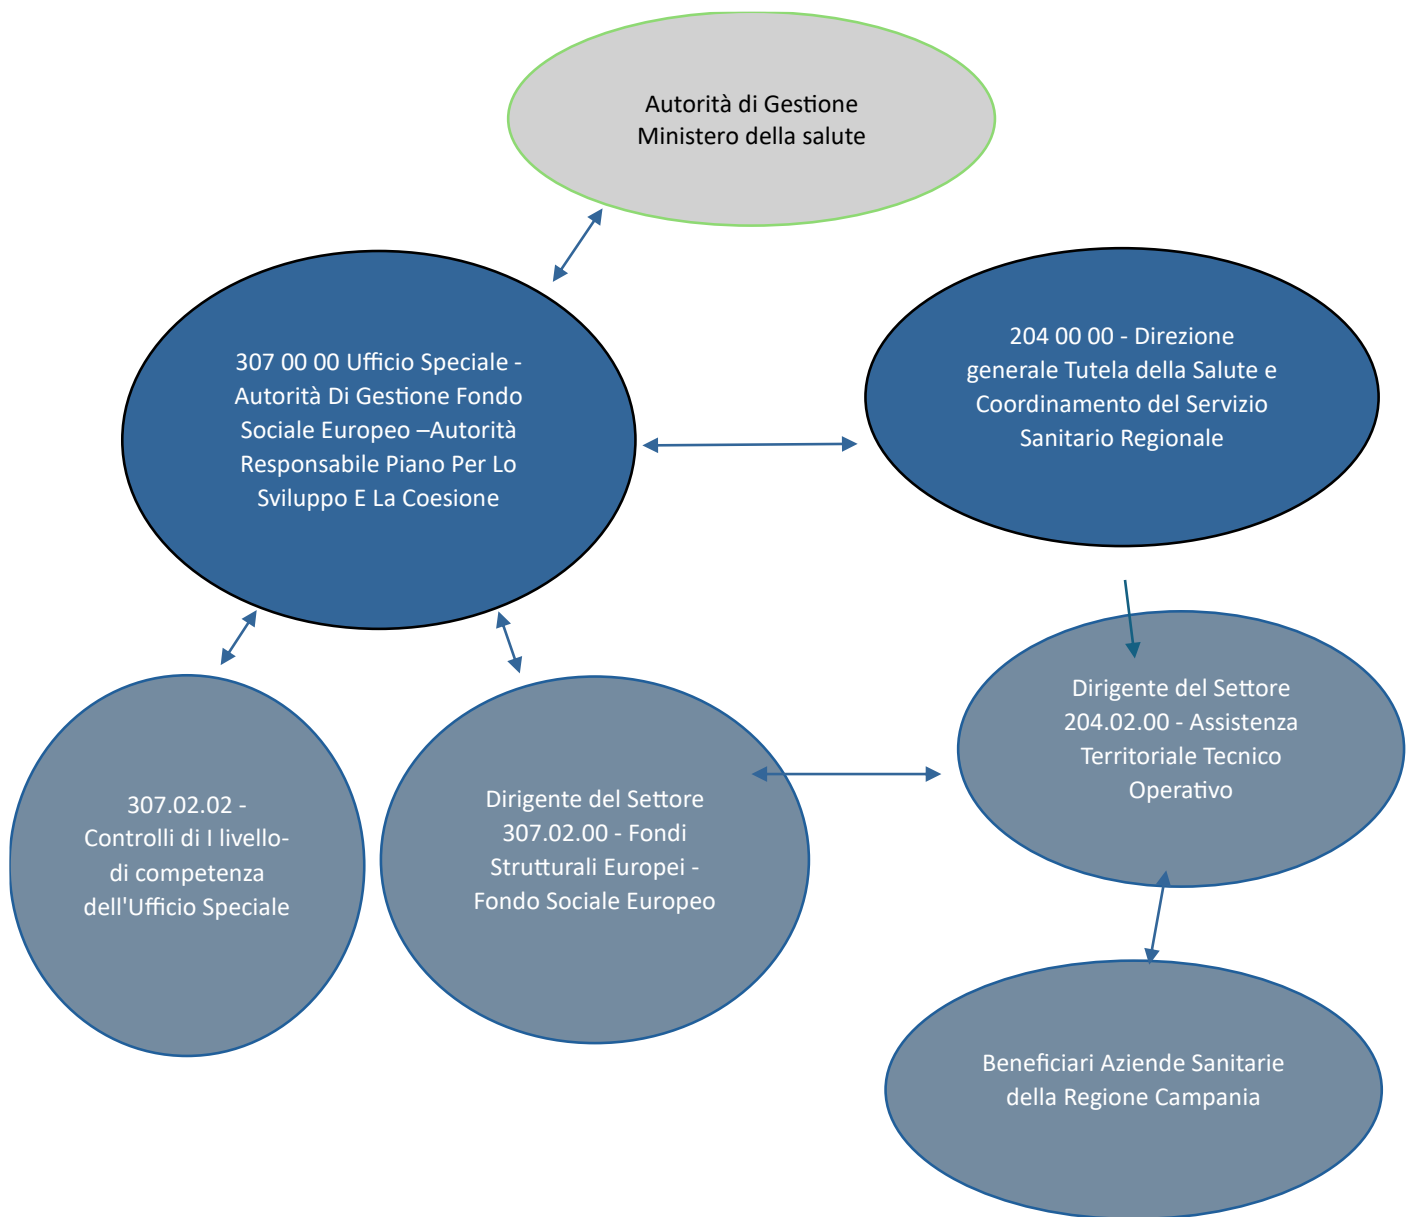 Autorità di Gestione
Ministero della salute
307 00 00 Ufficio Speciale -
Autorità Di Gestione Fondo
Sociale Europeo –Autorità
Responsabile Piano Per Lo
Sviluppo E La Coesione
204 00 00 - Direzione
generale Tutela della Salute e
Coordinamento del Servizio
Sanitario Regionale
307.02.02 -
Controlli di I livello-
di competenza
dell'Ufficio Speciale
Dirigente del Settore
307.02.00 - Fondi
Strutturali Europei -
Fondo Sociale Europeo
Dirigente del Settore
204.02.00 - Assistenza
Territoriale Tecnico
Operativo
Beneficiari Aziende Sanitarie
della Regione Campania